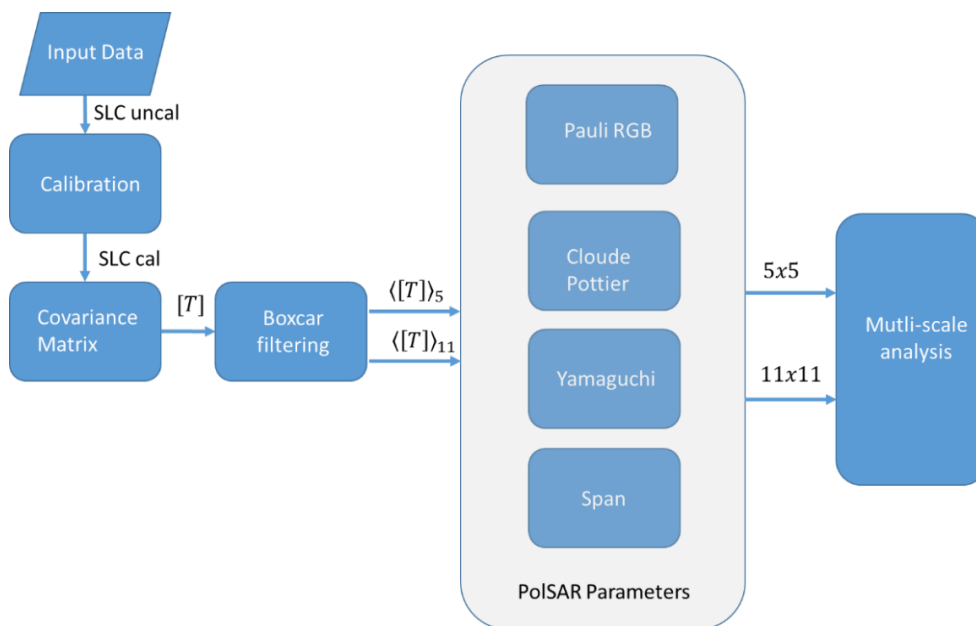 Input Data
SLC uncal
Calibration
SLC cal
Covariance
Matrix
[T]
Boxcar
filtering
⟨[T]⟩₅
⟨[T]⟩₁₁
Pauli RGB
Cloude
Pottier
Yamaguchi
Span
PolSAR Parameters
5x5
11x11
Mutli-scale
analysis